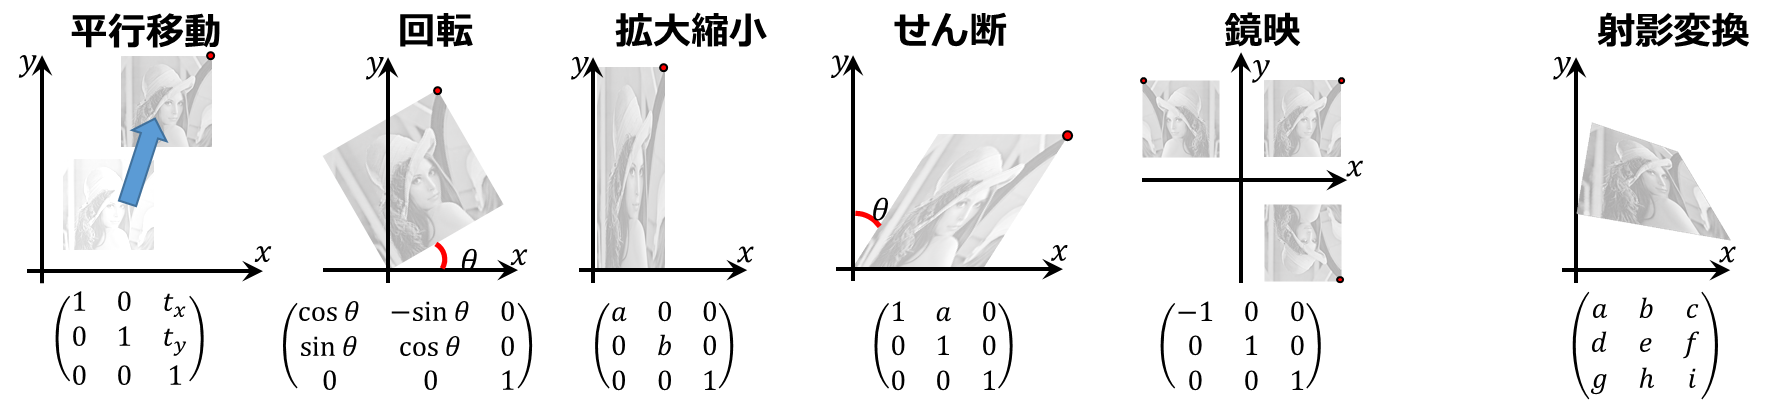 平行移動 回転 拡大縮小 せん断 鏡映 射影変換
y y y y y y
x x x x x x
θ θ
1 0 tx cos θ −sin θ 0 a 0 0 1 a 0 −1 0 0 a b c
0 1 ty sin θ cos θ 0 0 b 0 0 1 0 0 1 0 d e f
0 0 1 0 0 1 0 0 1 0 0 1 0 0 1 g h i